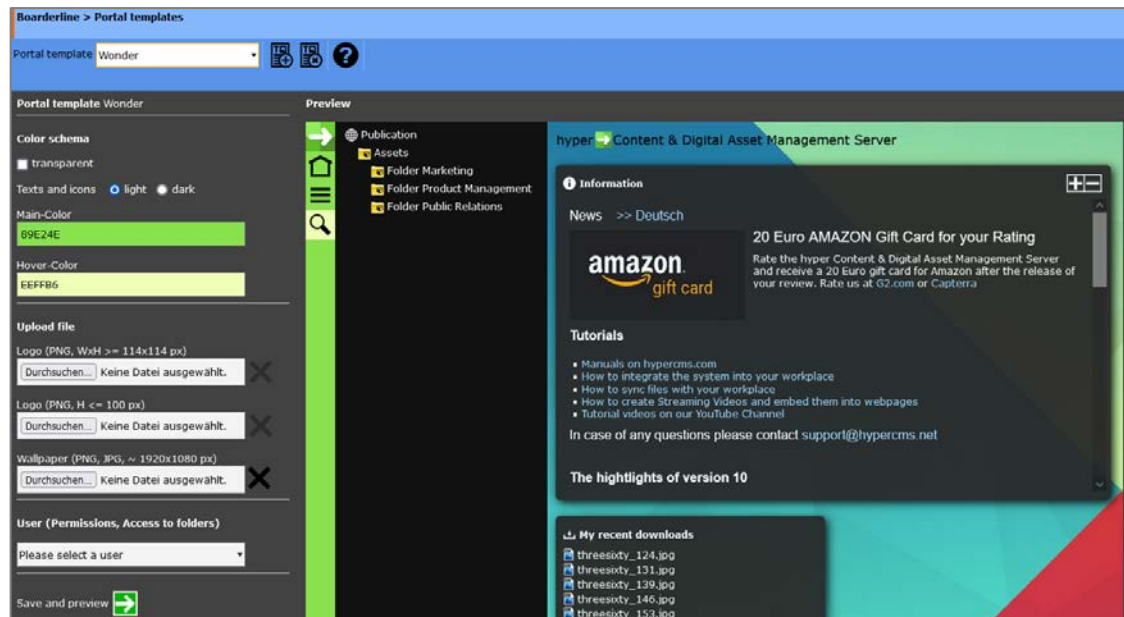 Boarderline > Portal templates
Portal template Wonder
Portal template Wonder
Color schema
transparent
Texts and icons light dark
Main-Color
89E24E
Hover-Color
EEFFB6
Upload file
Logo (PNG, WxH >= 114x114 px)
Durchsuchen... Keine Datei ausgewählt.
Logo (PNG, H <= 100 px)
Durchsuchen... Keine Datei ausgewählt.
Wallpaper (PNG, JPG, ~ 1920x1080 px)
Durchsuchen... Keine Datei ausgewählt.
User (Permissions, Access to folders)
Please select a user
Save and preview
Preview
Publication
Assets
Folder Marketing
Folder Product Management
Folder Public Relations
hyper Content & Digital Asset Management Server
Information
News >> Deutsch
amazon
gift card
20 Euro AMAZON Gift Card for your Rating
Rate the hyper Content & Digital Asset Management Server
and receive a 20 Euro gift card for Amazon after the release of
your review. Rate us at G2.com or Capterra
Tutorials
Manuals on hypercms.com
How to integrate the system into your workplace
How to sync files with your workplace
How to create Streaming Videos and embed them into webpages
Tutorial videos on our YouTube Channel
In case of any questions please contact support@hypercms.net
The hightlights of version 10
My recent downloads
threesixty_124.jpg
threesixty_131.jpg
threesixty_139.jpg
threesixty_146.jpg
threesixty_153.jpg